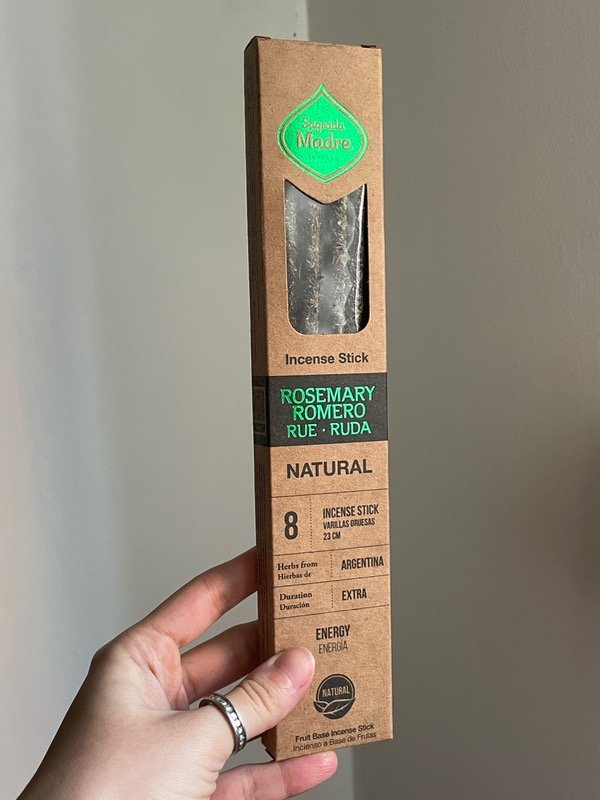 Sagrada
Madre
Incense Stick
ROSEMARY
ROMERO
RUE · RUDA
NATURAL
8
INCENSE STICK
VARILLAS GRUESAS
23 CM
Herbs from
Hierbas de
ARGENTINA
Duration
Duración
EXTRA
ENERGY
ENERGÍA
NATURAL
Fruit Base Incense Stick
Incienso a Base de Frutas